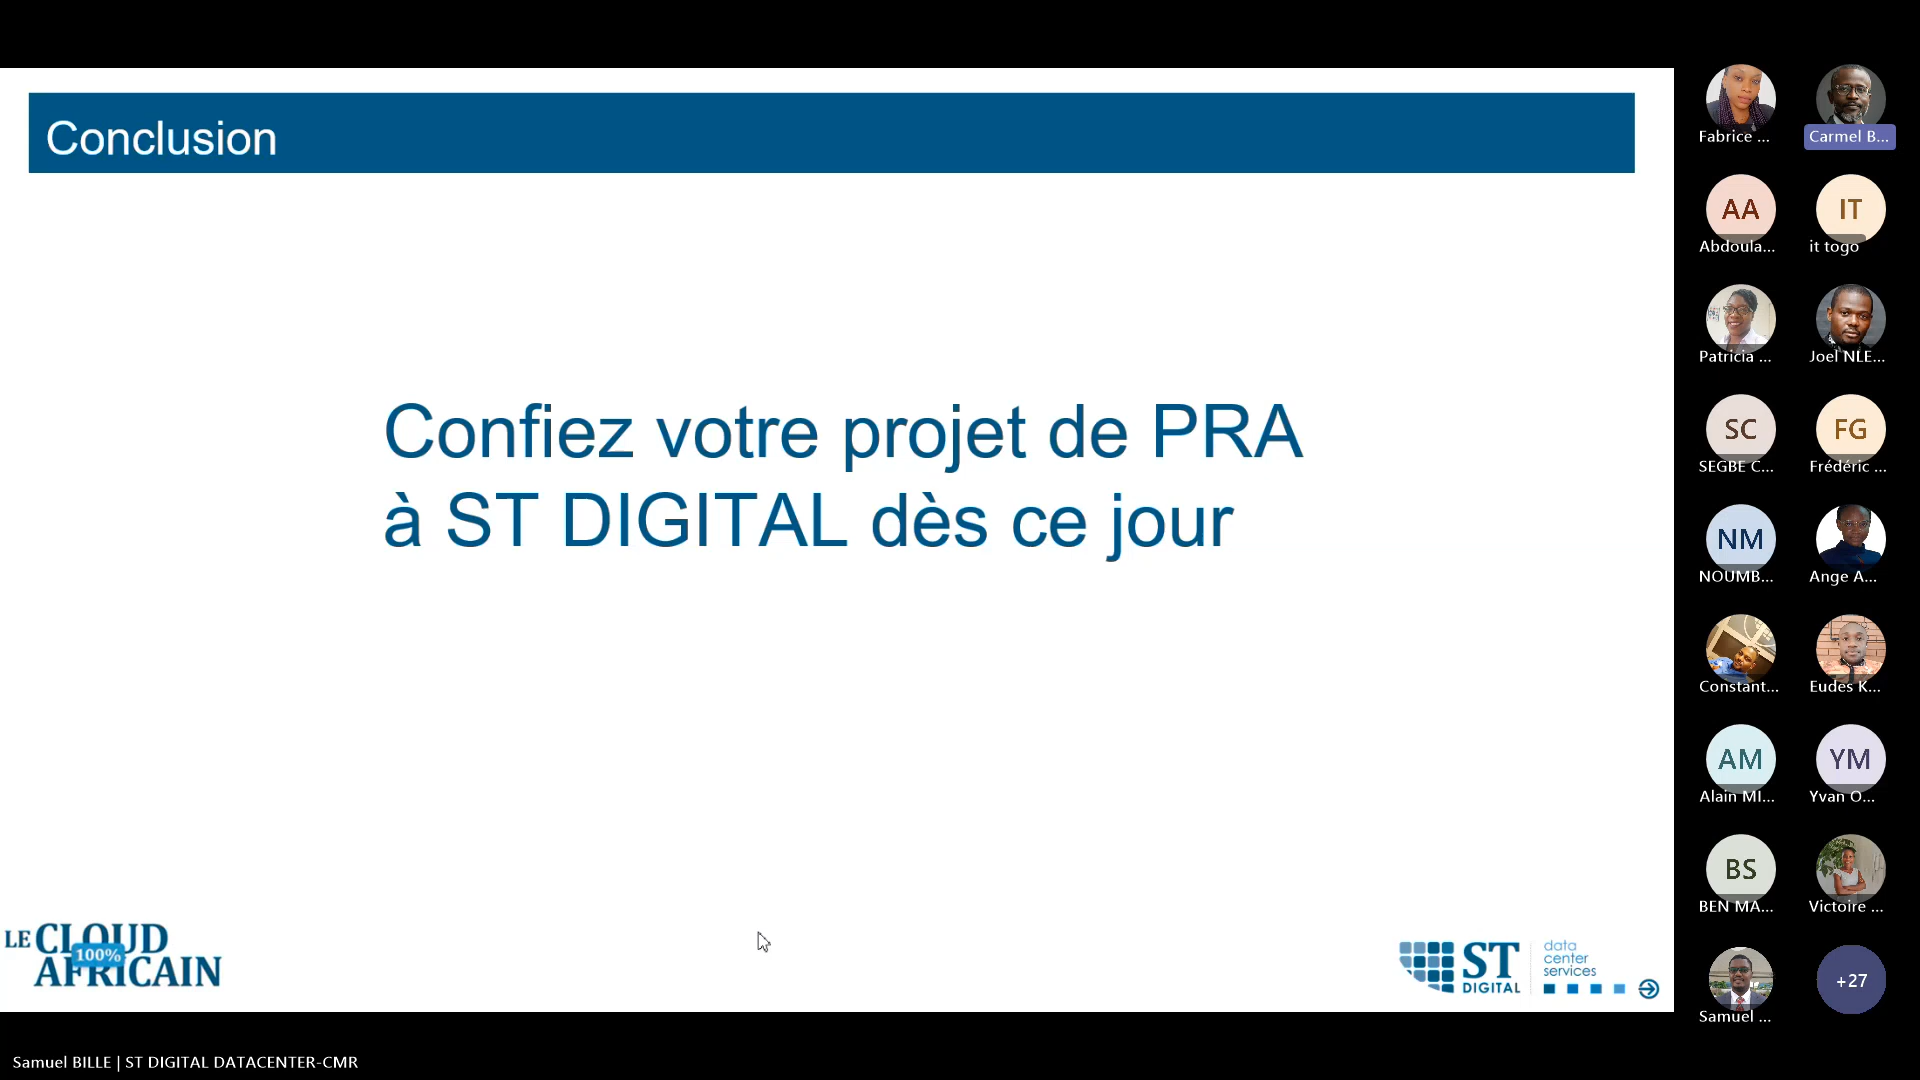 Conclusion
Confiez votre projet de PRA
à ST DIGITAL dès ce jour
LE CLOUD
100%
AFRICAIN
ST
DIGITAL
data
center
services
Fabrice ...
Carmel B...
AA
Abdoula...
IT
it togo
Patricia ...
Joel NLE...
SC
SEGBE C...
FG
Frédéric ...
NM
NOUMB...
Ange A...
Constant...
Eudes K...
AM
Alain MI...
YM
Yvan O...
BS
BEN MA...
Victoire ...
Samuel ...
+27
Samuel BILLE | ST DIGITAL DATACENTER-CMR